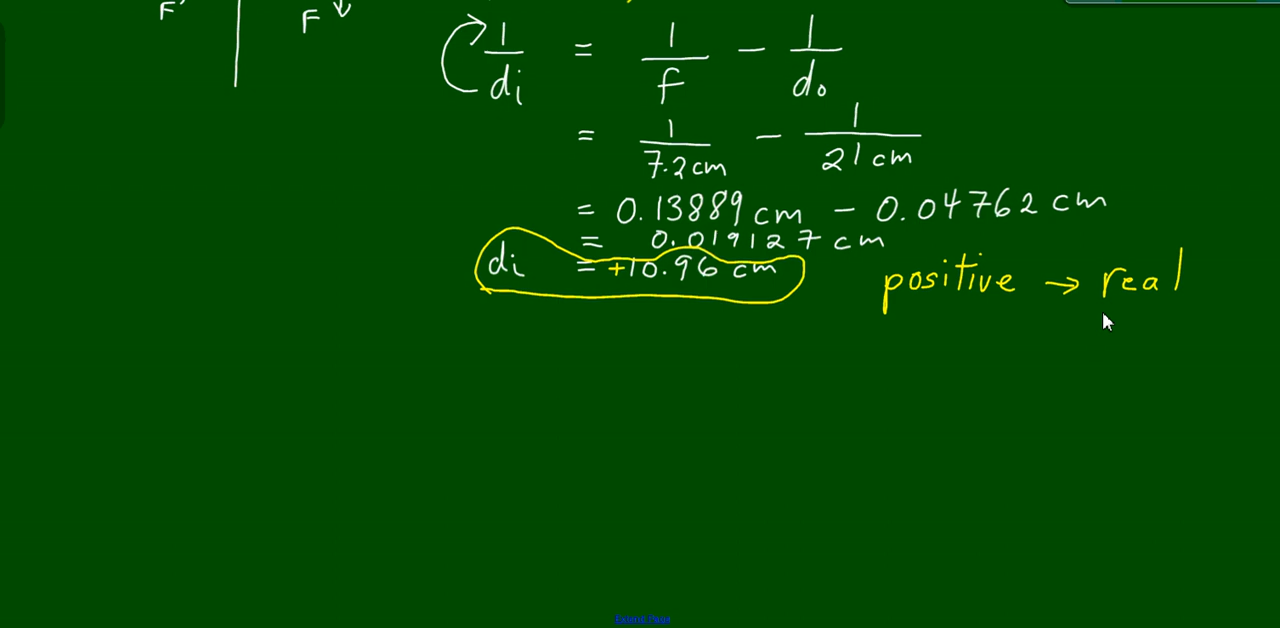 F' F
1/di = 1/f - 1/do
= 1/7.2cm - 1/21cm
= 0.13889 cm - 0.04762 cm
= 0.019127 cm
di = +10.96 cm positive → real